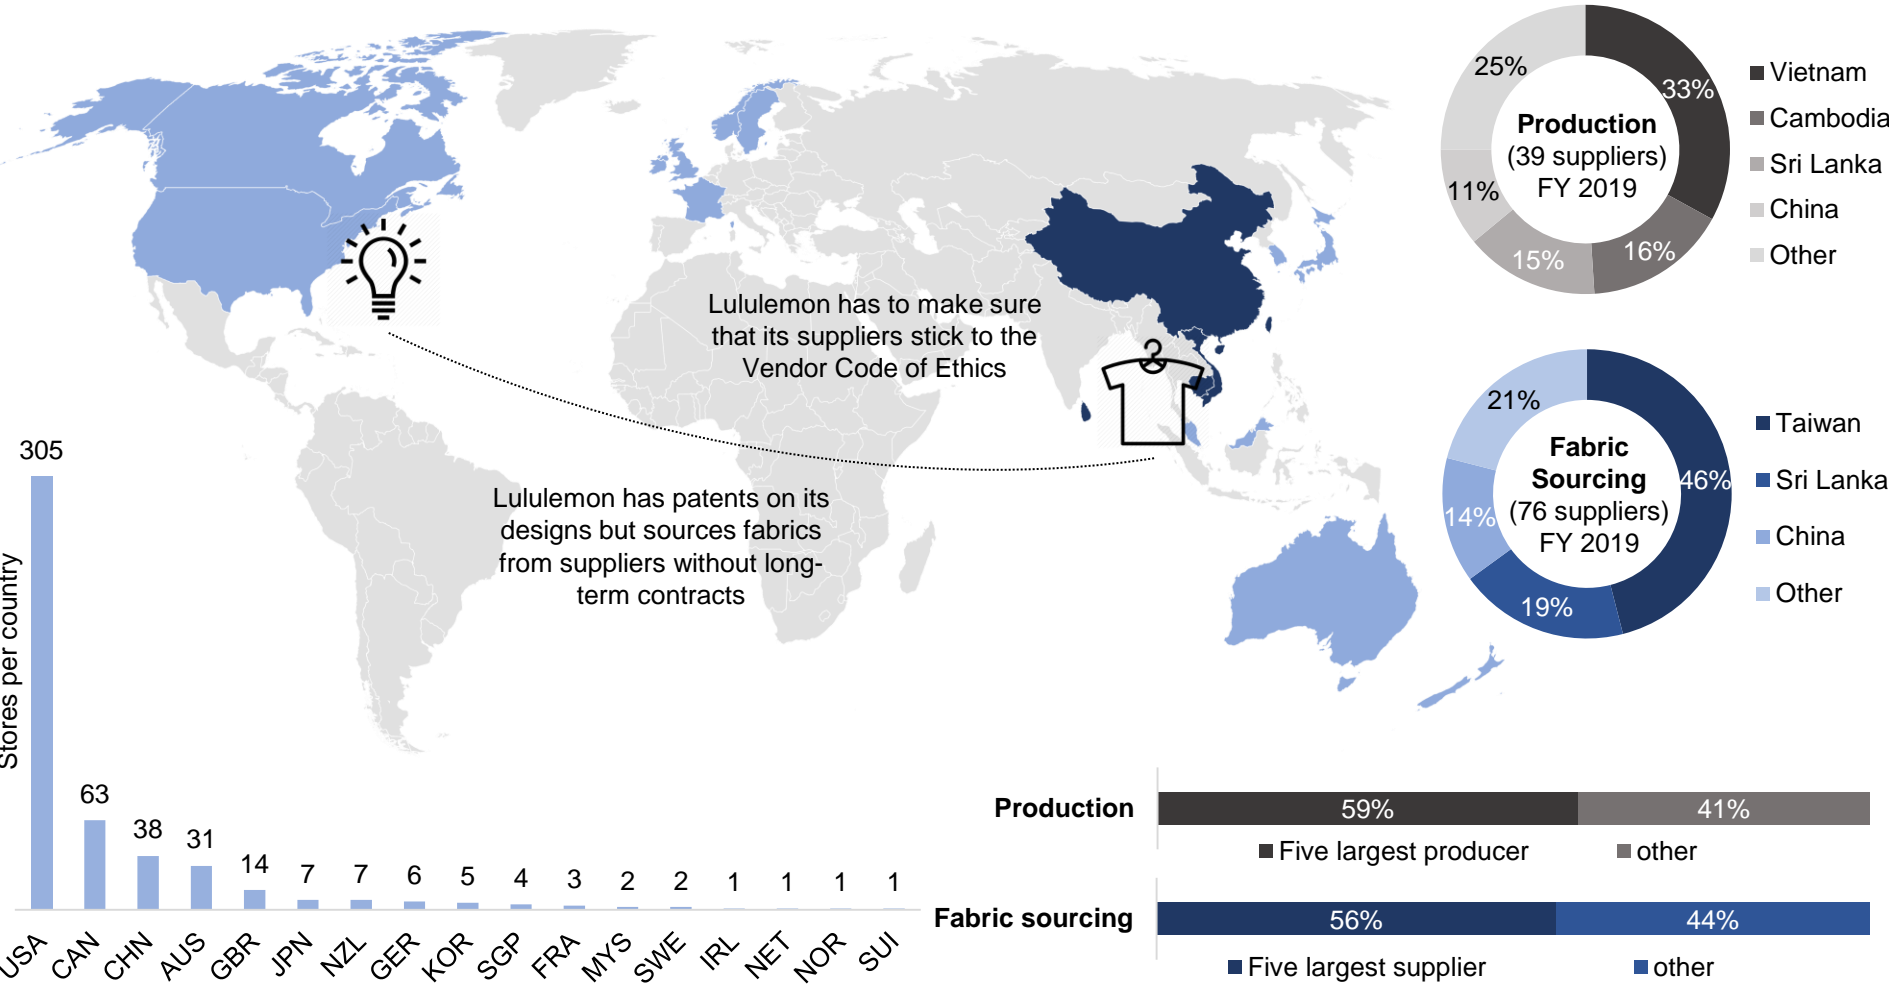 25%
33%
16%
15%
11%
Production
(39 suppliers)
FY 2019
Vietnam
Cambodia
Sri Lanka
China
Other
Lululemon has to make sure
that its suppliers stick to the
Vendor Code of Ethics
Lululemon has patents on its
designs but sources fabrics
from suppliers without long-
term contracts
21%
46%
19%
14%
Fabric
Sourcing
(76 suppliers)
FY 2019
Taiwan
Sri Lanka
China
Other
Stores per country
305
63
38
31
14
7
7
6
5
4
3
2
2
1
1
1
1
USA
CAN
CHN
AUS
GBR
JPN
NZL
GER
KOR
SGP
FRA
MYS
SWE
IRL
NET
NOR
SUI
Production
59%
41%
Five largest producer
other
Fabric sourcing
56%
44%
Five largest supplier
other